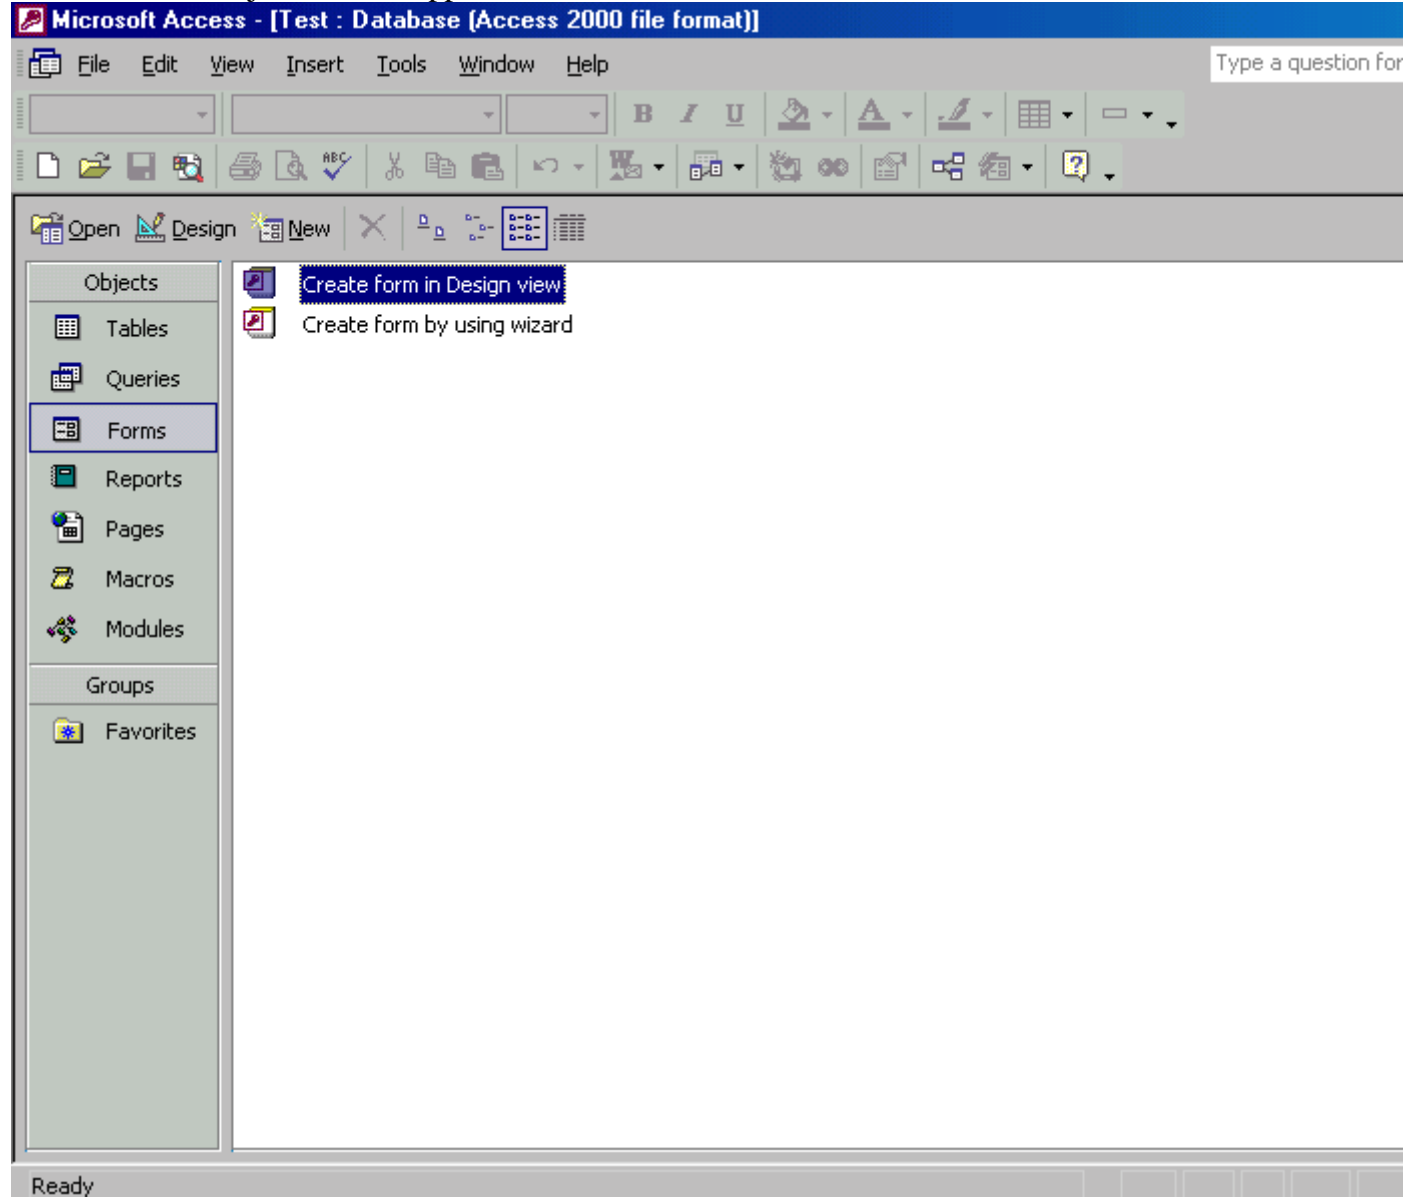 Microsoft Access - [Test : Database (Access 2000 file format)]
File Edit View Insert Tools Window Help
Type a question for
B I U A
ABC W ?
Open Design New
Objects
Create form in Design view
Tables
Create form by using wizard
Queries
Forms
Reports
Pages
Macros
Modules
Groups
Favorites
Ready